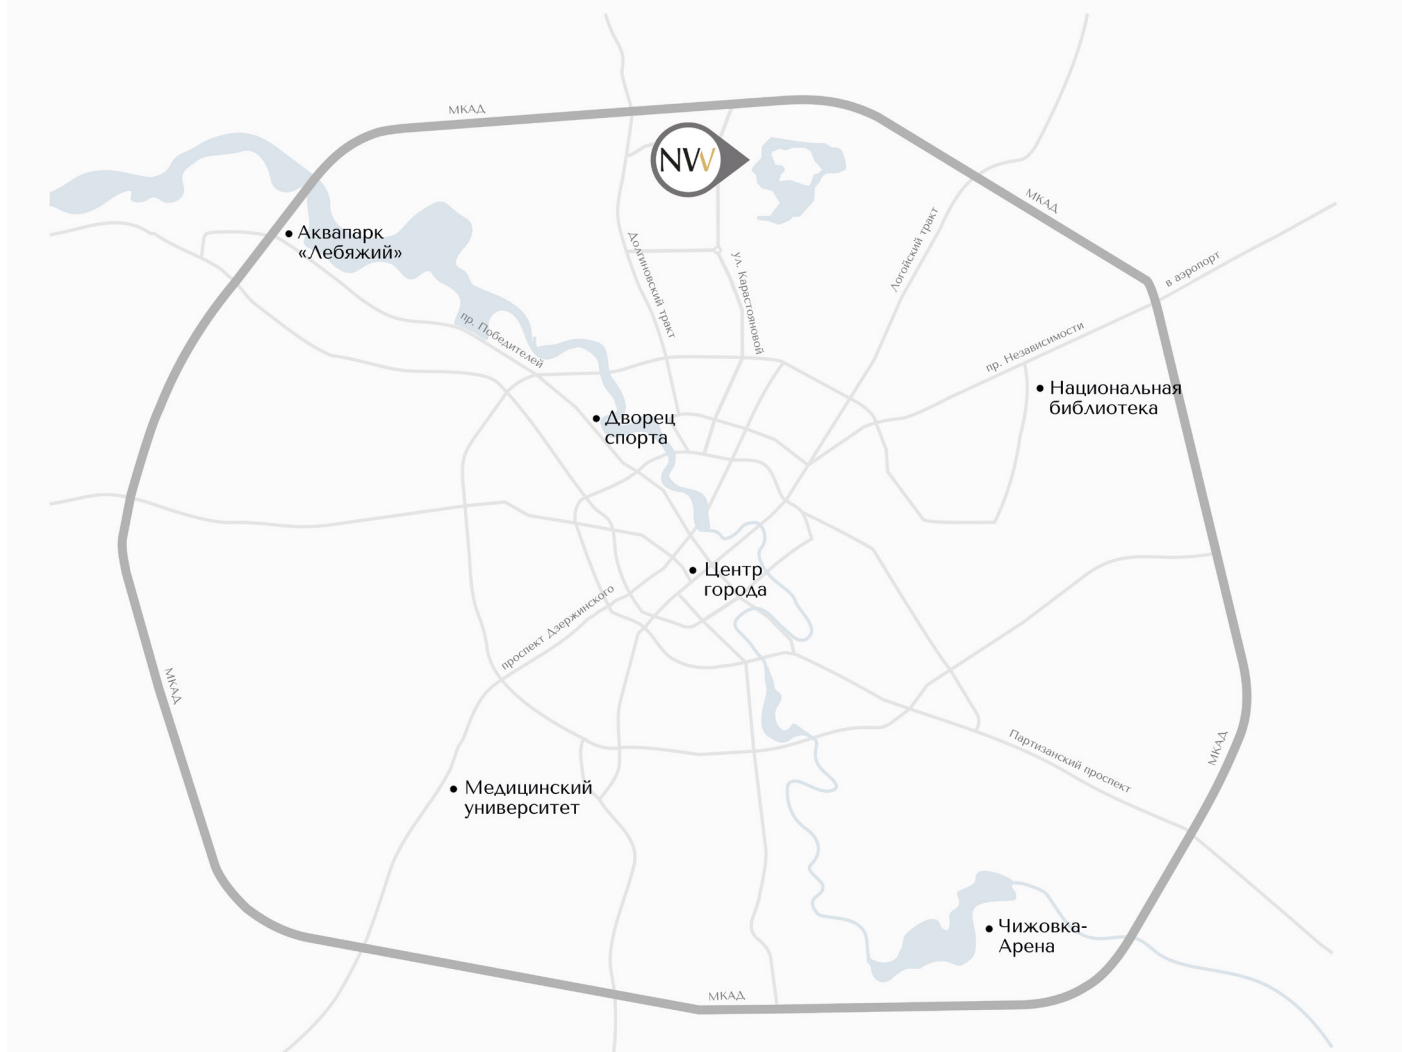 МКАД
NW
МКАД
Аквапарк
«Лебяжий»
Долгиновский тракт
ул. Карастояновой
Логойский тракт
в аэропорт
пр. Победителей
пр. Независимости
Национальная
библиотека
Дворец
спорта
Центр
города
проспект Дзержинского
МКАД
Партизанский проспект
МКАД
Медицинский
университет
Чижовка-
Арена
МКАД